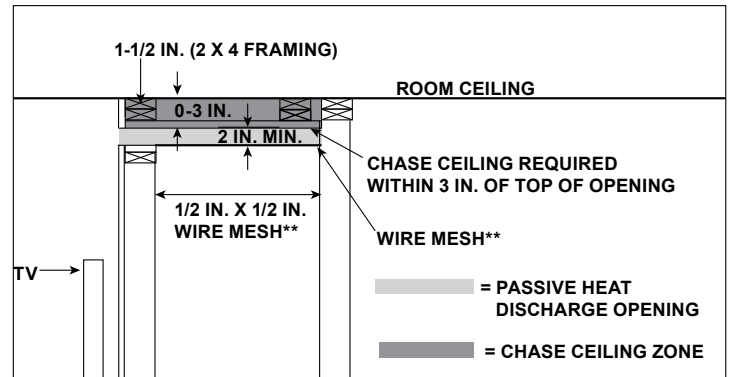 1-1/2 IN. (2 X 4 FRAMING)
ROOM CEILING
0-3 IN.
2 IN. MIN.
CHASE CEILING REQUIRED
WITHIN 3 IN. OF TOP OF OPENING
1/2 IN. X 1/2 IN.
WIRE MESH**
WIRE MESH**
TV
= PASSIVE HEAT
DISCHARGE OPENING
= CHASE CEILING ZONE